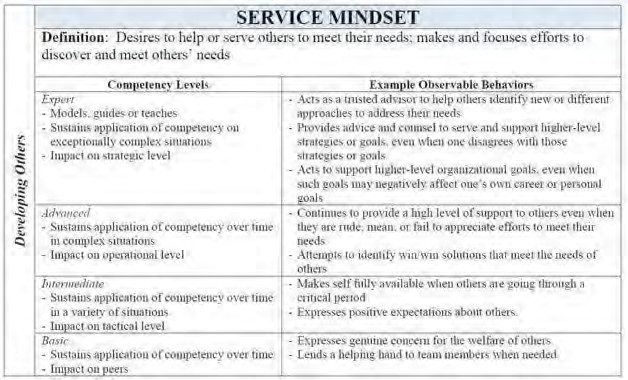 SERVICE MINDSET
Definition: Desires to help or serve others to meet their needs; makes and focuses efforts to
discover and meet others' needs
Developing Others
Competency Levels
Example Observable Behaviors
Expert
- Models, guides or teaches
- Sustains application of competency on
exceptionally complex situations
- Impact on strategic level
- Acts as a trusted advisor to help others identify new or different
approaches to address their needs
- Provides advice and counsel to serve and support higher-level
strategies or goals, even when one disagrees with those
strategies or goals
- Acts to support higher-level organizational goals, even when
such goals may negatively affect one's own career or personal
goals
Advanced
- Sustains application of competency over time
in complex situations
- Impact on operational level
- Continues to provide a high level of support to others even when
they are rude, mean, or fail to appreciate efforts to meet their
needs
- Attempts to identify win/win solutions that meet the needs of
others
Intermediate
- Sustains application of competency over time
in a variety of situations
- Impact on tactical level
- Makes self fully available when others are going through a
critical period
- Expresses positive expectations about others.
Basic
- Sustains application of competency over time
- Impact on peers
- Expresses genuine concern for the welfare of others
- Lends a helping hand to team members when needed